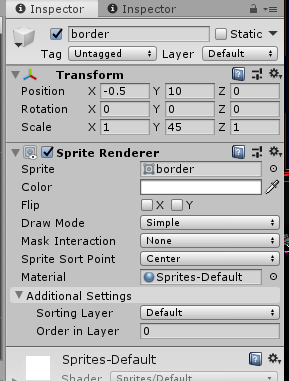 Inspector Inspector
border Static
Tag Untagged Layer Default
Transform
Position X -0.5 Y 10 Z 0
Rotation X 0 Y 0 Z 0
Scale X 1 Y 45 Z 1
Sprite Renderer
Sprite border
Color
Flip X Y
Draw Mode Simple
Mask Interaction None
Sprite Sort Point Center
Material Sprites-Default
Additional Settings
Sorting Layer Default
Order in Layer 0
Sprites-Default
Shader Sprites/Default